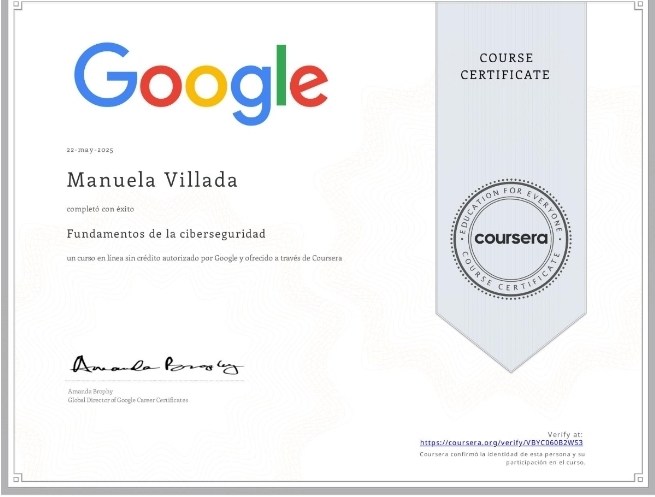 Google
COURSE
CERTIFICATE
22-may-2025
Manuela Villada
completó con éxito
Fundamentos de la ciberseguridad
un curso en línea sin crédito autorizado por Google y ofrecido a través de Coursera
EDUCATION FOR EVERYONE
coursera
COURSE CERTIFICATE
Amanda Brophy
Amanda Brophy
Global Director of Google Career Certificates
Verify at:
https://coursera.org/verify/VBYC060B2WS3
Coursera confirmó la identidad de esta persona y su
participación en el curso.